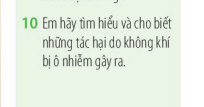 10 Em hãy tìm hiểu và cho biết
những tác hại do không khí
bị ô nhiễm gây ra.